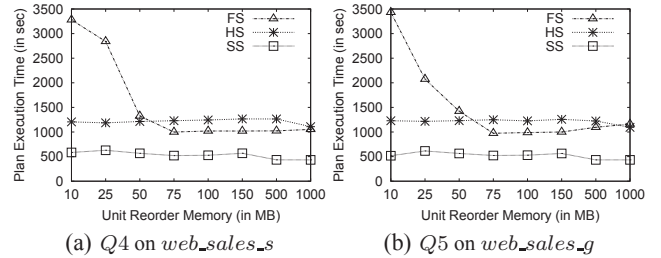 3500
3000
2500
2000
1500
1000
500
0
Plan Execution Time (in sec)
FS
HS
SS
10 25 50 75 100 150 500 1000
Unit Reorder Memory (in MB)
(a) Q4 on web_sales_s
3500
3000
2500
2000
1500
1000
500
0
Plan Execution Time (in sec)
FS
HS
SS
10 25 50 75 100 150 500 1000
Unit Reorder Memory (in MB)
(b) Q5 on web_sales_g